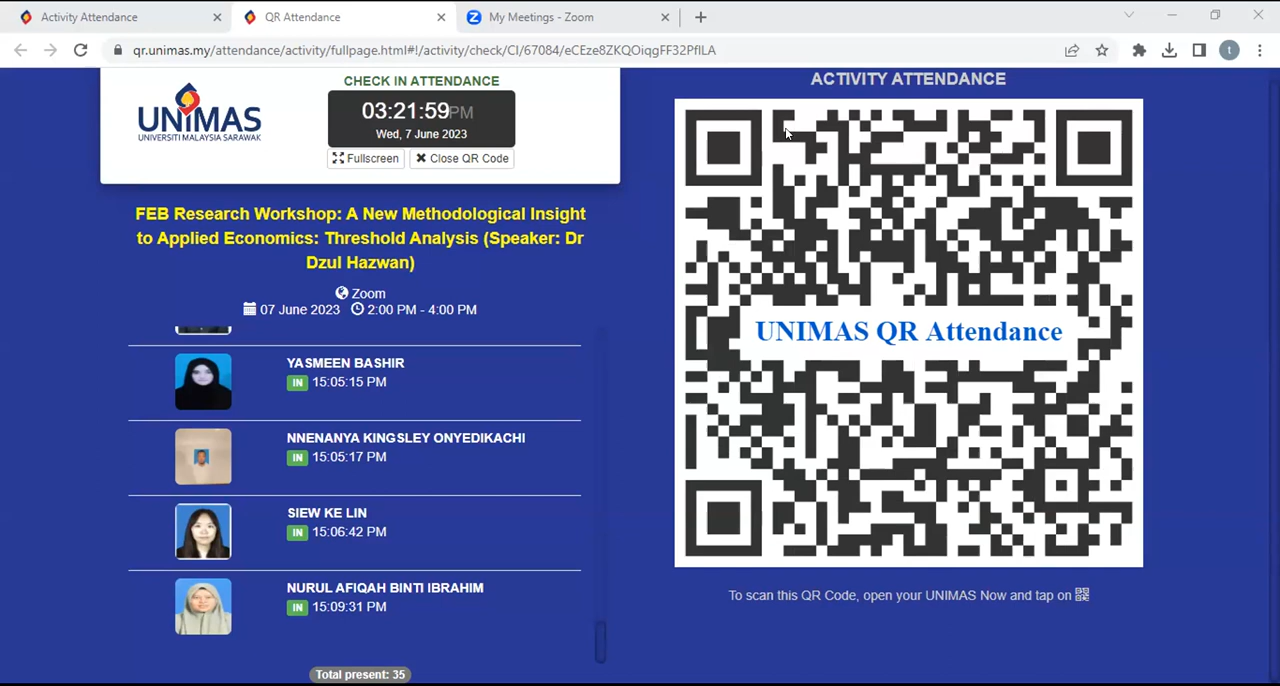 Activity Attendance
QR Attendance
My Meetings - Zoom
qr.unimas.my/attendance/activity/fullpage.html#!/activity/check/CI/67084/eCEze8ZKQOiqgFF32PflLA
t
UNIMAS
UNIVERSITI MALAYSIA SARAWAK
CHECK IN ATTENDANCE
03:21:59PM
Wed, 7 June 2023
Fullscreen
Close QR Code
FEB Research Workshop: A New Methodological Insight
to Applied Economics: Threshold Analysis (Speaker: Dr
Dzul Hazwan)
Zoom
07 June 2023 2:00 PM - 4:00 PM
YASMEEN BASHIR
IN 15:05:15 PM
NNENANYA KINGSLEY ONYEDIKACHI
IN 15:05:17 PM
SIEW KE LIN
IN 15:06:42 PM
NURUL AFIQAH BINTI IBRAHIM
IN 15:09:31 PM
Total present: 35
ACTIVITY ATTENDANCE
UNIMAS QR Attendance
To scan this QR Code, open your UNIMAS Now and tap on